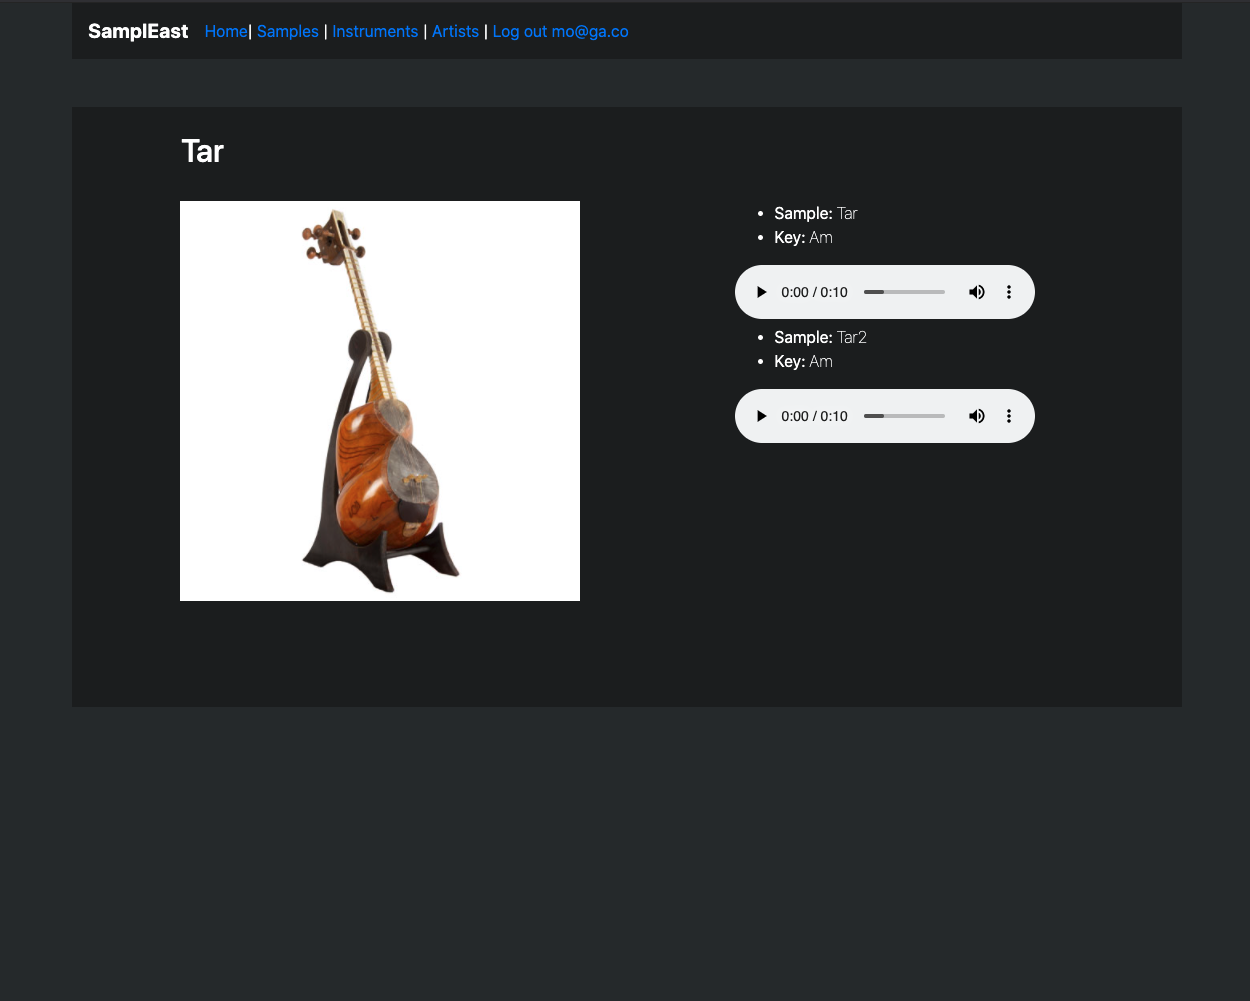 SamplEast Home| Samples | Instruments | Artists | Log out mo@ga.co
Tar
Sample: Tar
Key: Am
0:00 / 0:10
Sample: Tar2
Key: Am
0:00 / 0:10